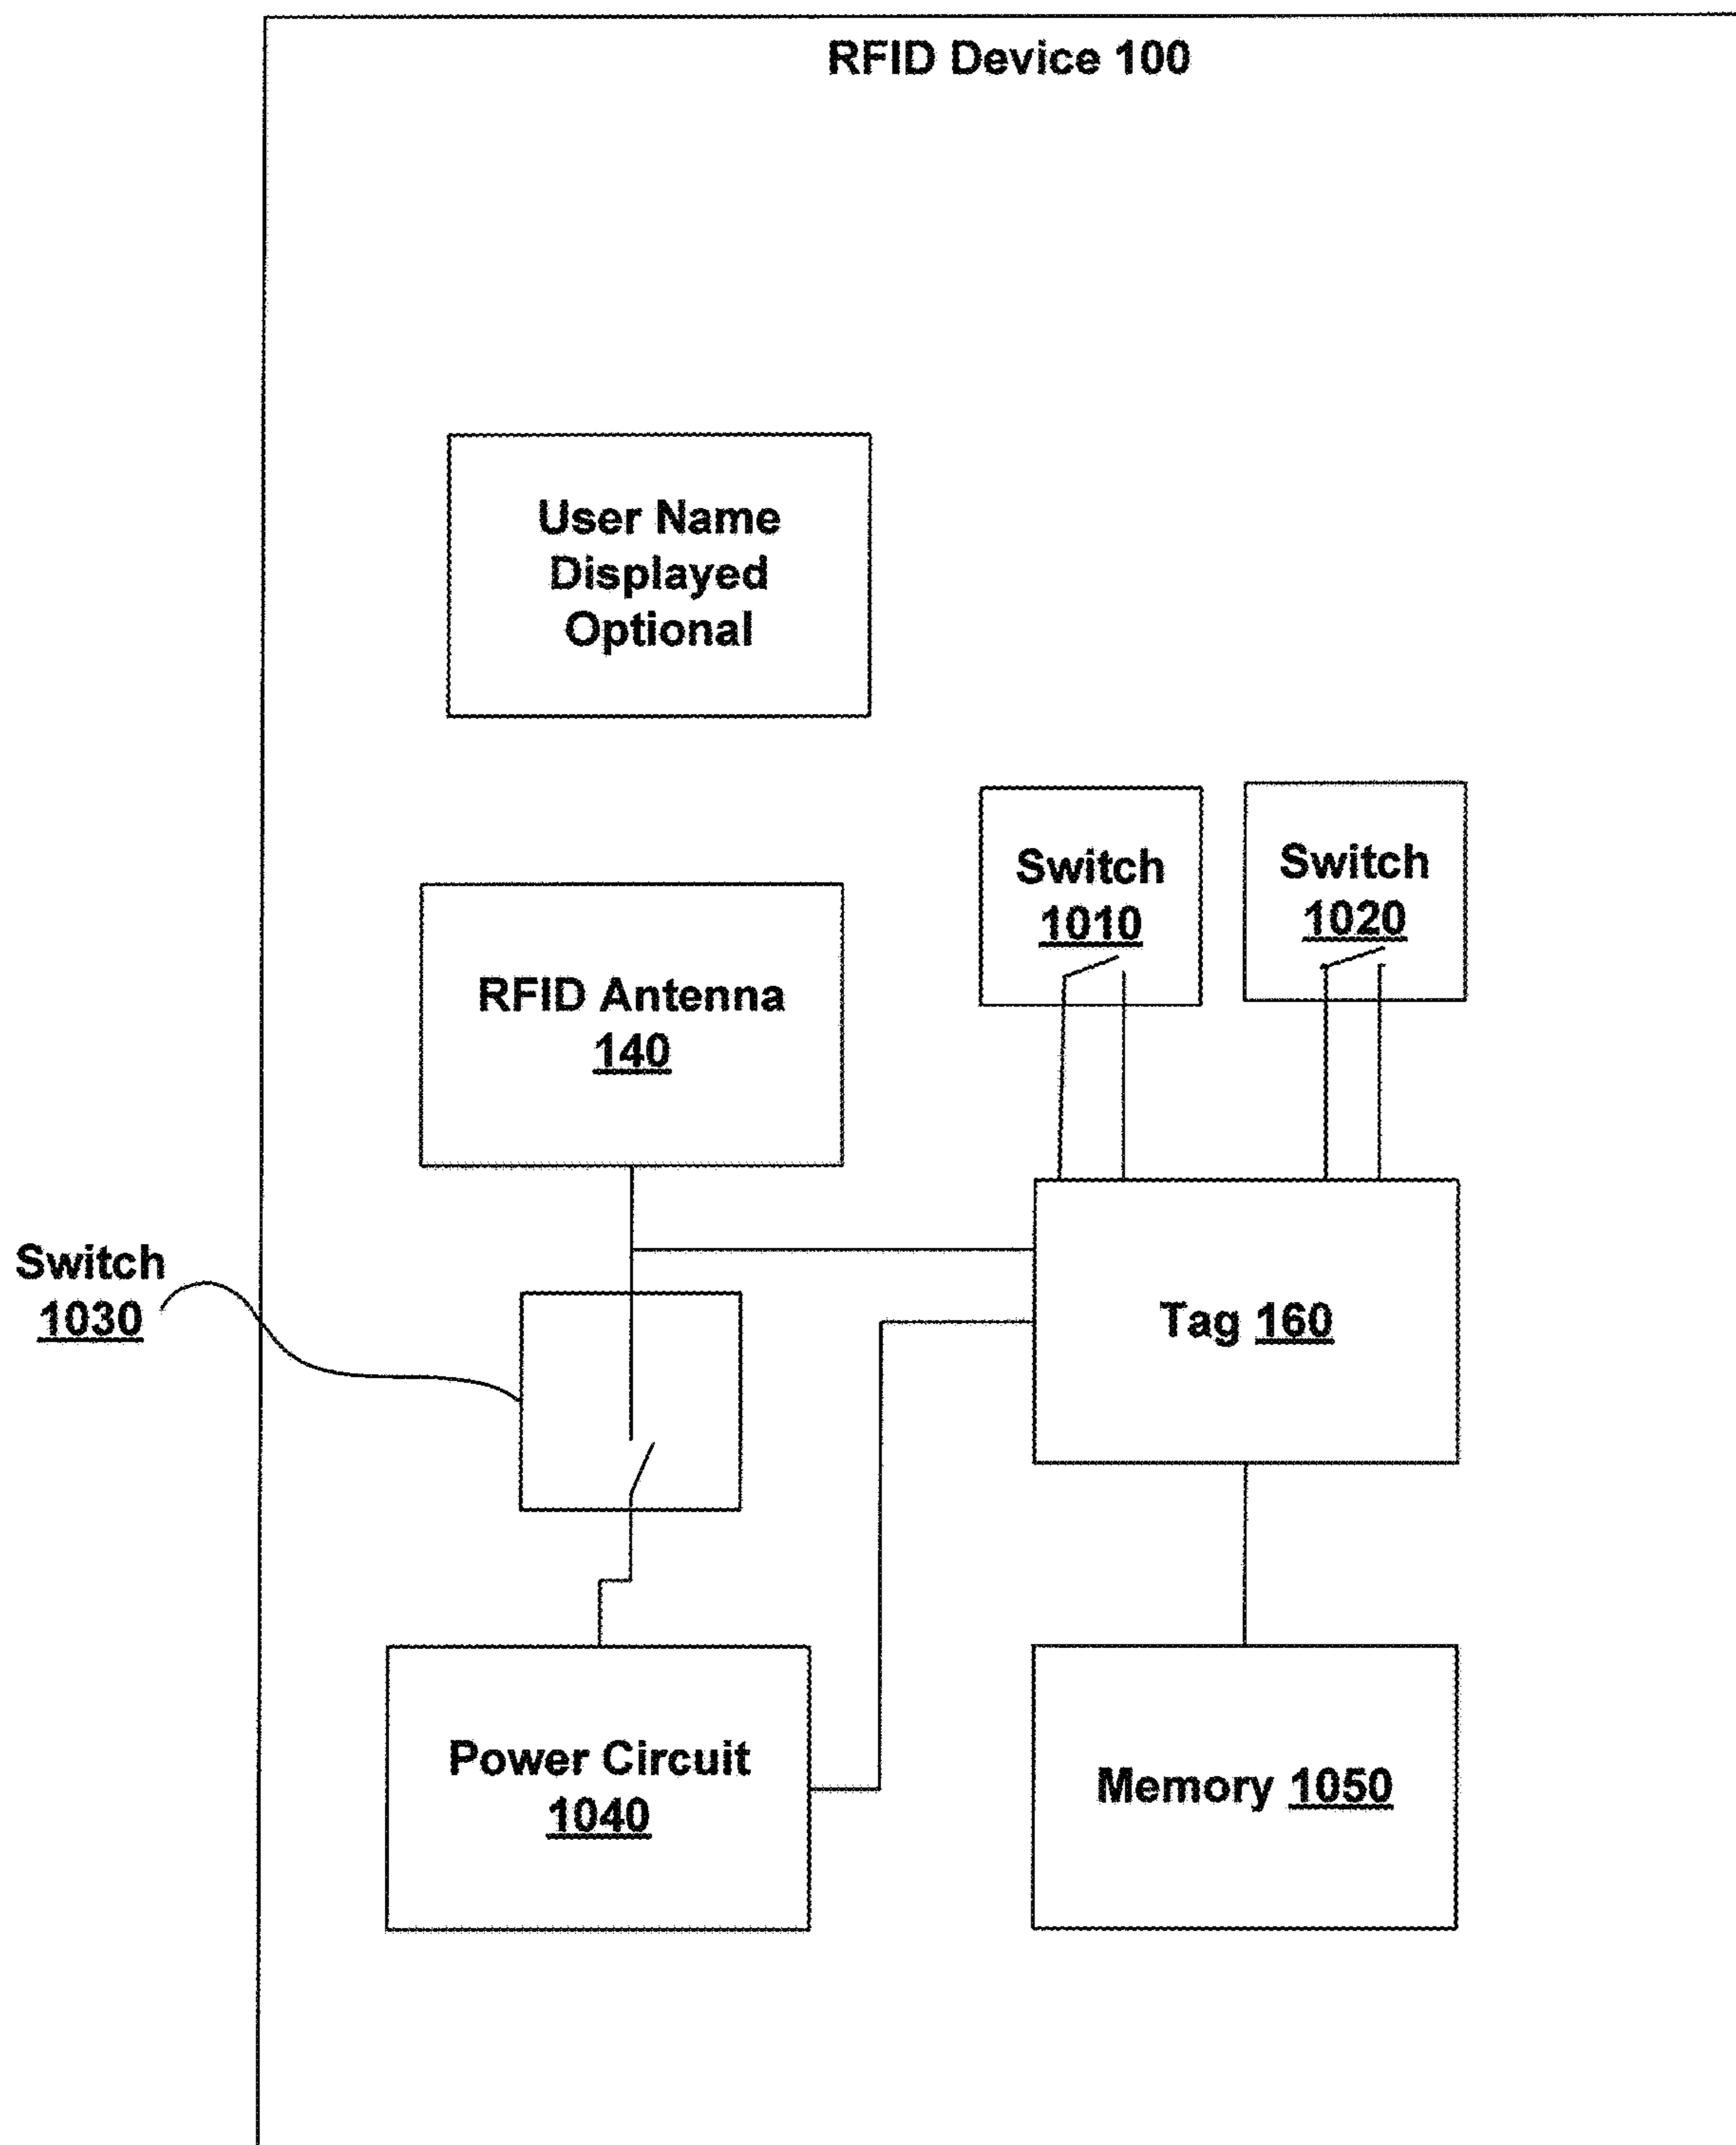 RFID Device 100
User Name
Displayed
Optional
Switch
1010
Switch
1020
RFID Antenna
140
Switch
1030
Tag 160
Power Circuit
1040
Memory 1050